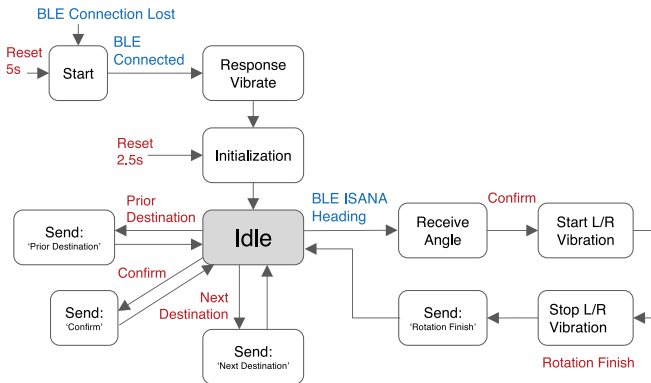 BLE Connection Lost
Reset
5s
Start
BLE
Connected
Response
Vibrate
Reset
2.5s
Initialization
Prior
Destination
BLE ISANA
Heading
Confirm
Send:
'Prior Destination'
Idle
Receive
Angle
Start L/R
Vibration
Confirm
Send:
'Confirm'
Next
Destination
Send:
'Next Destination'
Send:
'Rotation Finish'
Stop L/R
Vibration
Rotation Finish